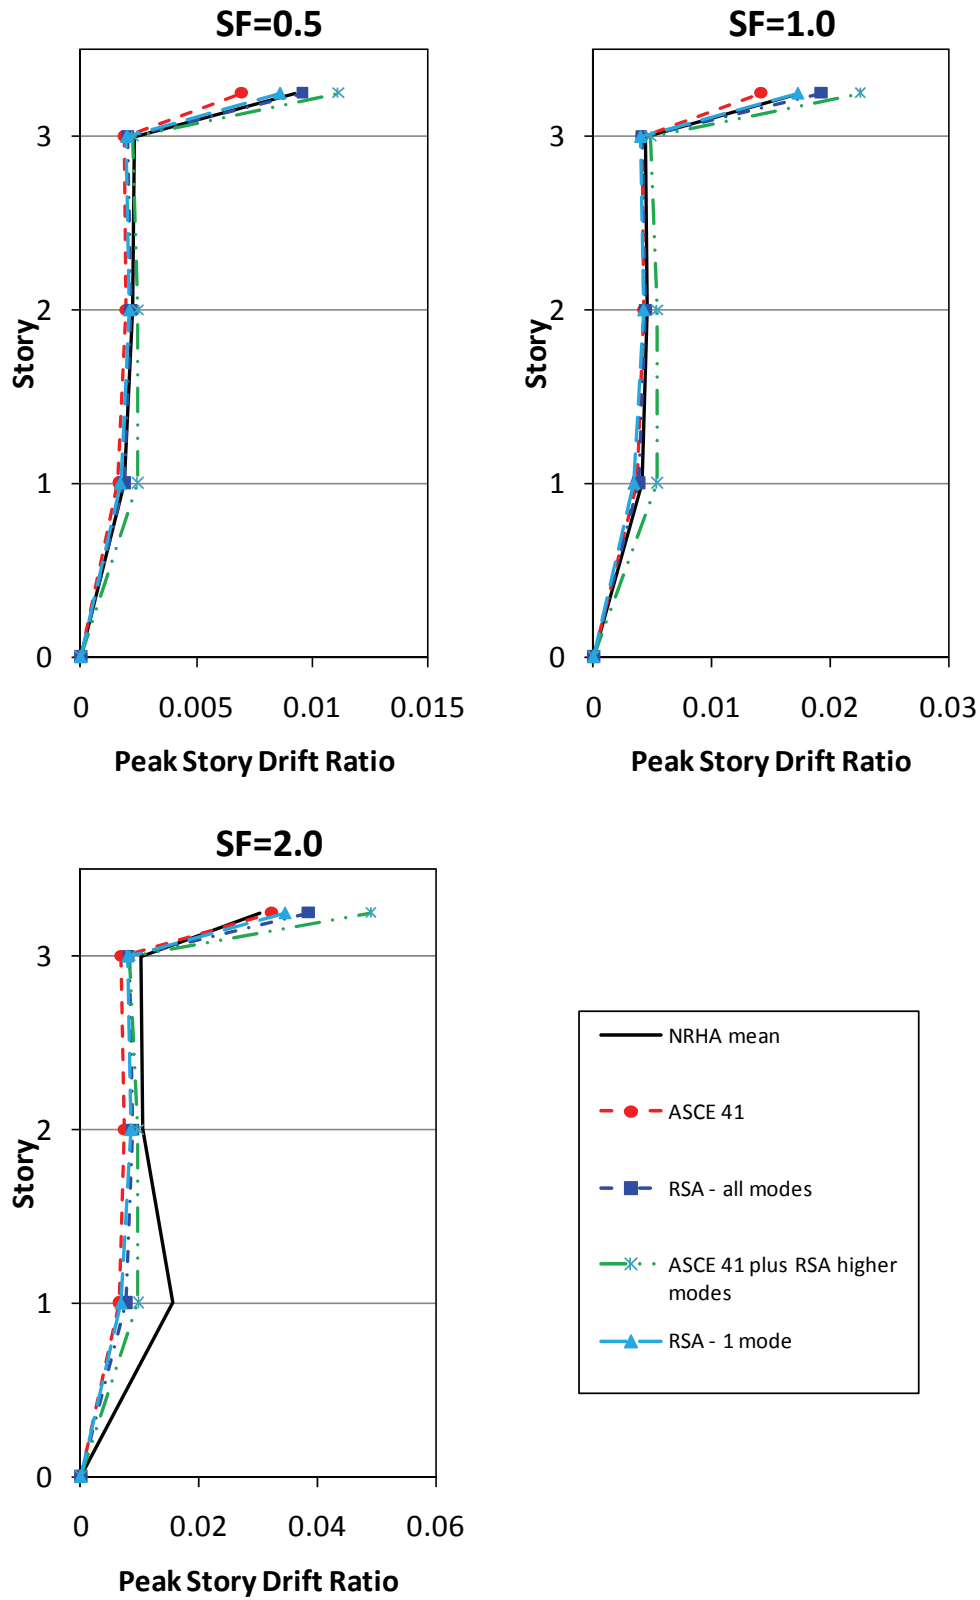 SF=0.5
3
2
1
0
Story
0 0.005 0.01 0.015
Peak Story Drift Ratio
SF=1.0
3
2
1
0
Story
0 0.01 0.02 0.03
Peak Story Drift Ratio
SF=2.0
3
2
1
0
Story
0 0.02 0.04 0.06
Peak Story Drift Ratio
NRHA mean
ASCE 41
RSA - all modes
ASCE 41 plus RSA higher
modes
RSA - 1 mode